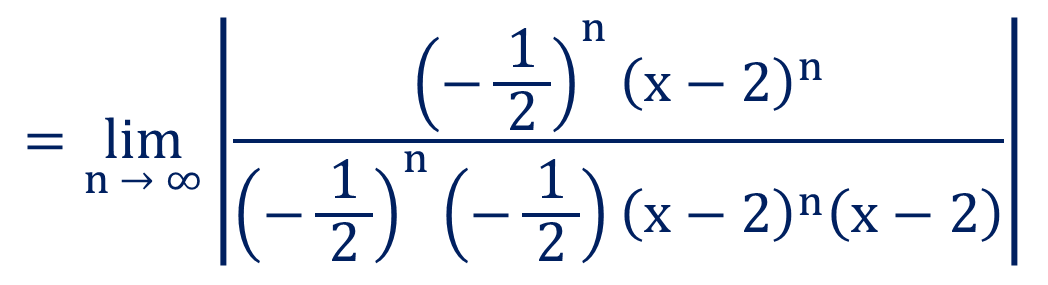 = lim n → ∞ | (− 1/2)ⁿ (x − 2)ⁿ / (− 1/2)ⁿ (− 1/2) (x − 2)ⁿ(x − 2) |